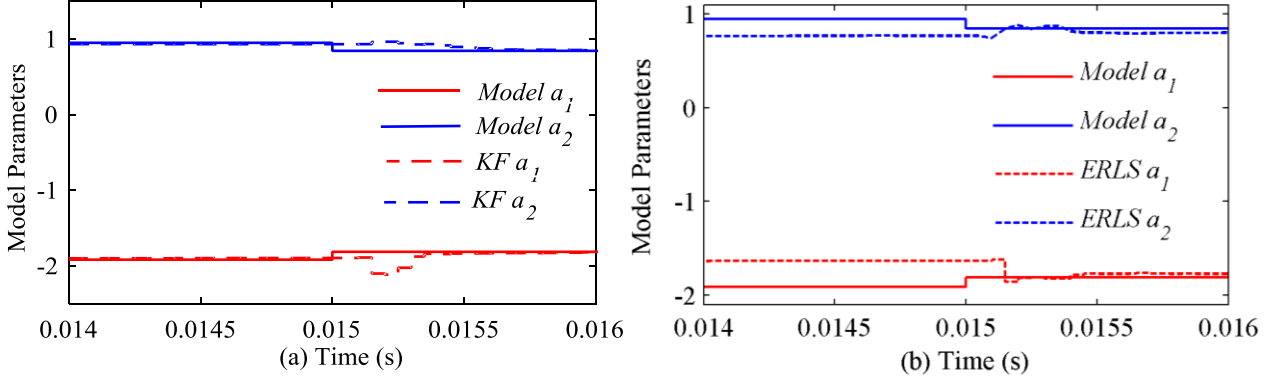 Model Parameters
1
0
-1
-2
Model a1
Model a2
KF a1
KF a2
0.014 0.0145 0.015 0.0155 0.016
(a) Time (s)
Model Parameters
1
0
-1
-2
Model a1
Model a2
ERLS a1
ERLS a2
0.014 0.0145 0.015 0.0155 0.016
(b) Time (s)